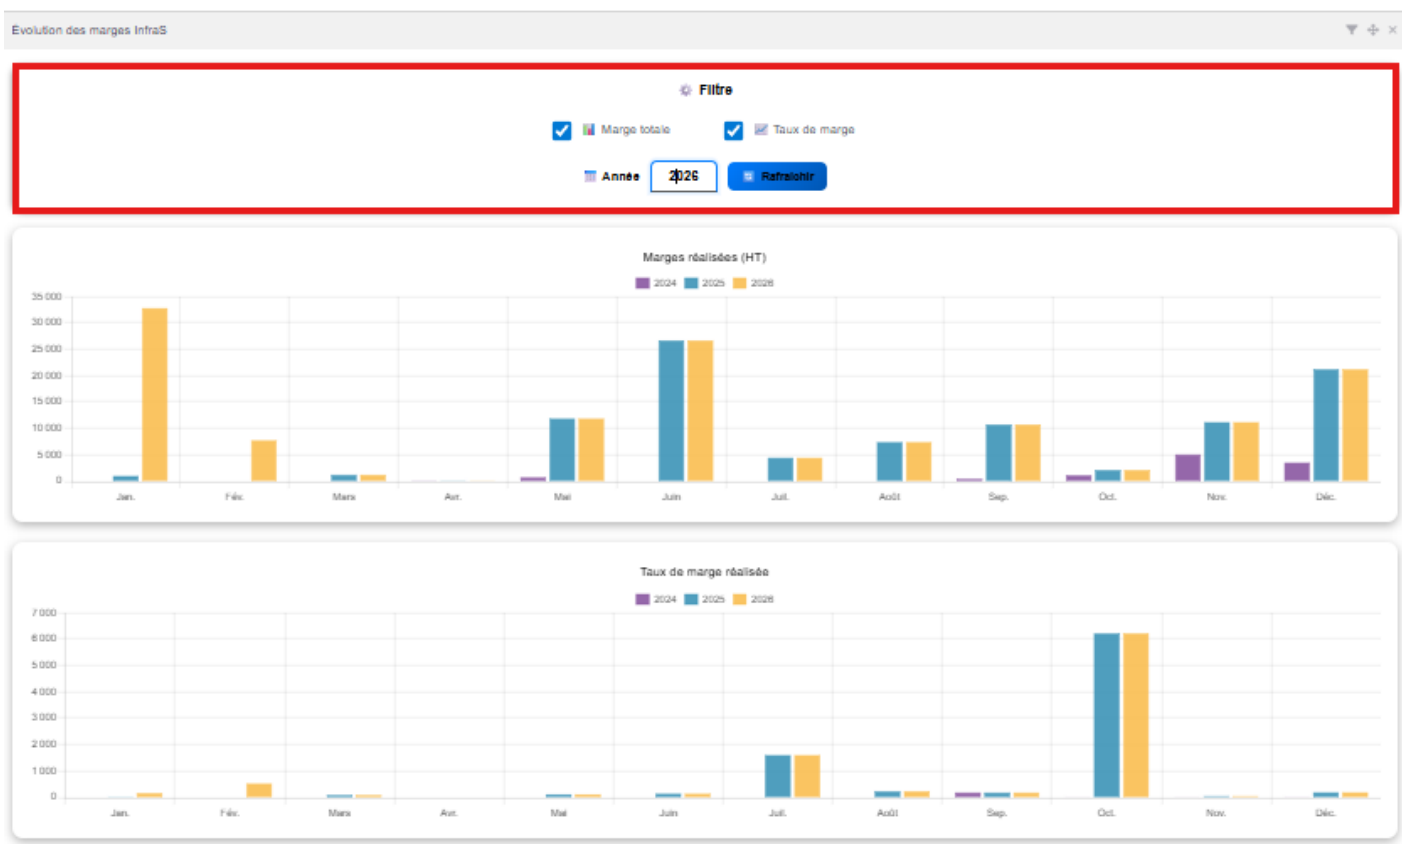 Évolution des marges InfraS
Filtre
Marge totale Taux de marge
Année 2026 Rafraichir
Marges réalisées (HT)
2024 2025 2026
35 000
30 000
25 000
20 000
15 000
10 000
5 000
0
Jan. Fév. Mars Avr. Mai Juin Juil. Août Sep. Oct. Nov. Déc.
Taux de marge réalisée
2024 2025 2026
7 000
6 000
5 000
4 000
3 000
2 000
1 000
0
Jan. Fév. Mars Avr. Mai Juin Juil. Août Sep. Oct. Nov. Déc.